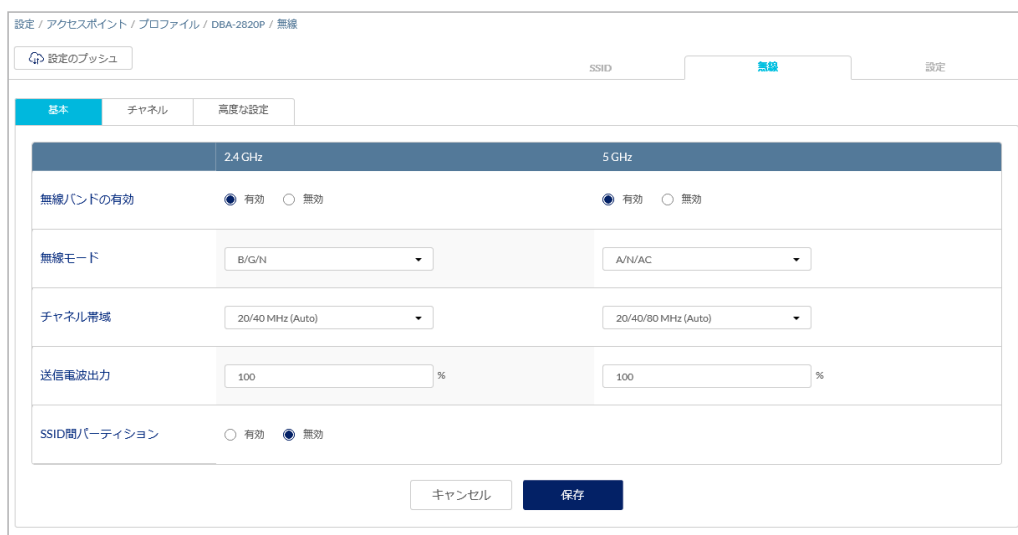 設定 / アクセスポイント / プロファイル / DBA-2820P / 無線
設定のプッシュ
SSID 無線 設定
基本 チャネル 高度な設定
2.4 GHz 5 GHz
無線バンドの有効 有効 無効 有効 無効
無線モード B/G/N A/N/AC
チャネル帯域 20/40 MHz (Auto) 20/40/80 MHz (Auto)
送信電波出力 100 % 100 %
SSID間パーティション 有効 無効
キャンセル 保存